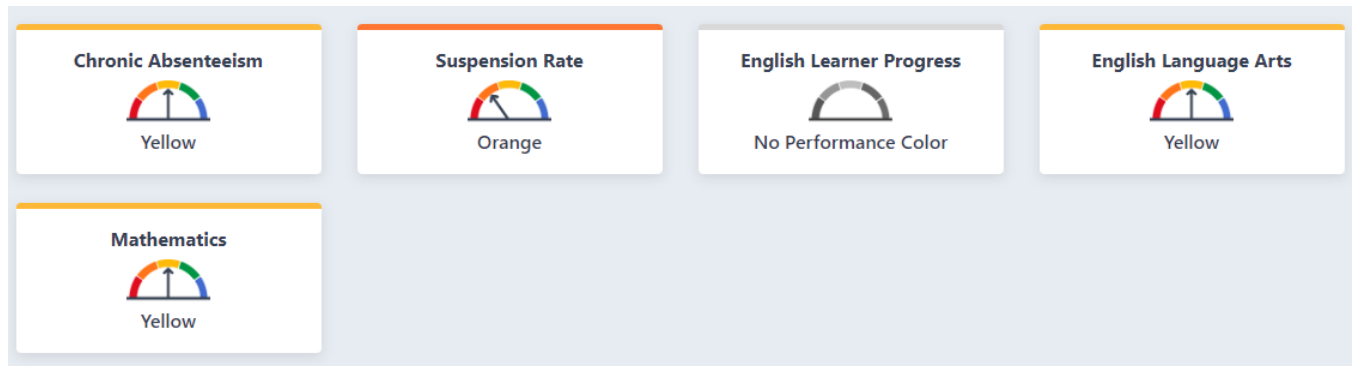 Chronic Absenteeism
Yellow
Suspension Rate
Orange
English Learner Progress
No Performance Color
English Language Arts
Yellow
Mathematics
Yellow